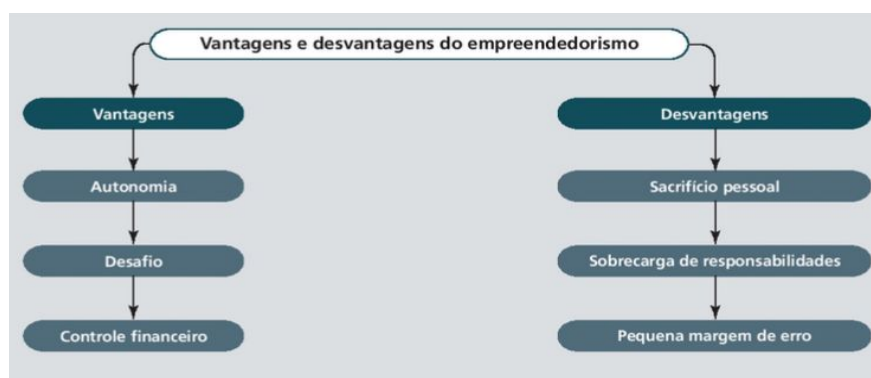 Vantagens e desvantagens do empreendedorismo
Vantagens
Autonomia
Desafio
Controle financeiro
Desvantagens
Sacrifício pessoal
Sobrecarga de responsabilidades
Pequena margem de erro